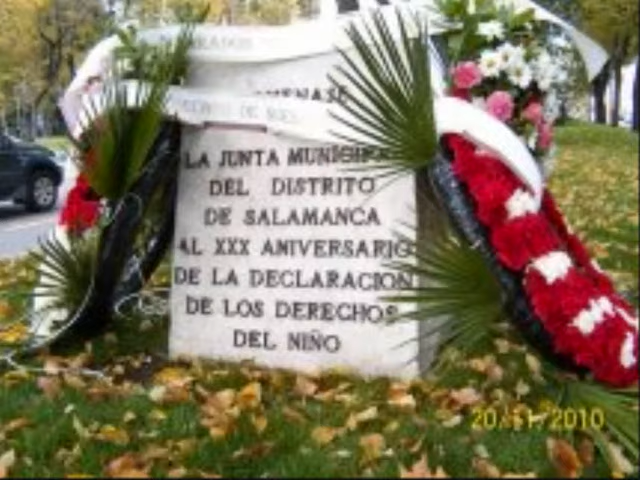 HOMENAJE
LA JUNTA MUNICIPAL
DEL DISTRITO
DE SALAMANCA
AL XXX ANIVERSARIO
DE LA DECLARACION
DE LOS DERECHOS
DEL NIÑO
20/11/2010